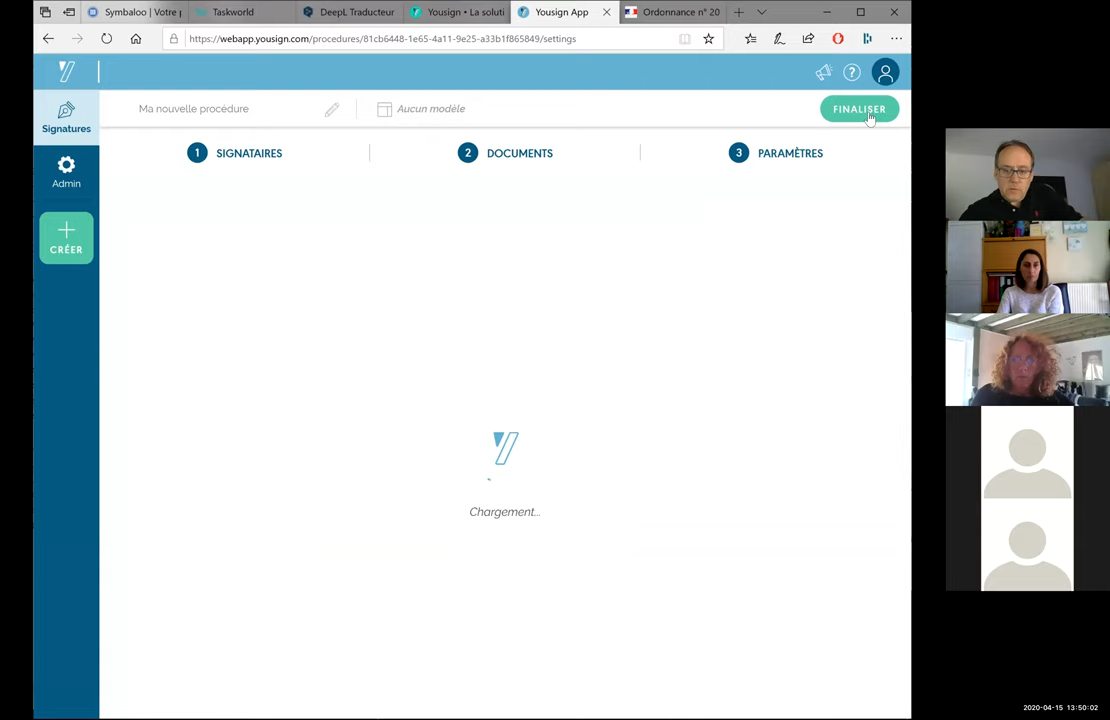 Symbaloo | Votre p
Taskworld
DeepL Traducteur
Yousign • La soluti
Yousign App
Ordonnance n° 20
https://webapp.yousign.com/procedures/81cb6448-1e65-4a11-9e25-a33b1f865849/settings
?
Signatures
Ma nouvelle procédure
Aucun modèle
FINALISER
1 SIGNATAIRES
2 DOCUMENTS
3 PARAMÈTRES
Admin
CRÉER
Chargement...
2020-04-15 13:50:02